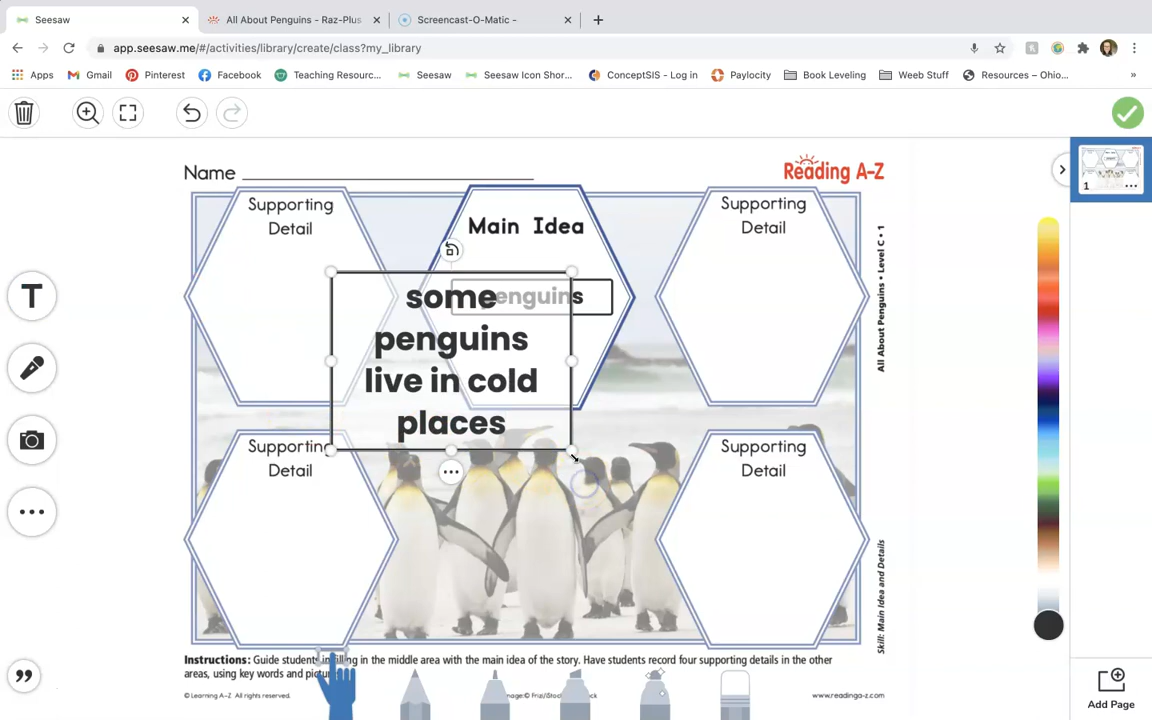 Seesaw
All About Penguins - Raz-Plus
Screencast-O-Matic -
app.seesaw.me/#/activities/library/create/class?my_library
Apps
Gmail
Pinterest
Facebook
Teaching Resourc...
Seesaw
Seesaw Icon Shor...
ConceptSIS - Log in
Paylocity
Book Leveling
Weeb Stuff
Resources – Ohio...
»
Name
Reading A-Z
Supporting
Detail
Main Idea
Supporting
Detail
penguins
some
penguins
live in cold
places
Supporting
Detail
Supporting
Detail
All About Penguins • Level C • 1
Skill: Main Idea and Details
T
1
Instructions: Guide students in filling in the middle area with the main idea of the story. Have students record four supporting details in the other
areas, using key words and
© Learning A–Z All rights reserved.
www.readinga-z.com
Add Page